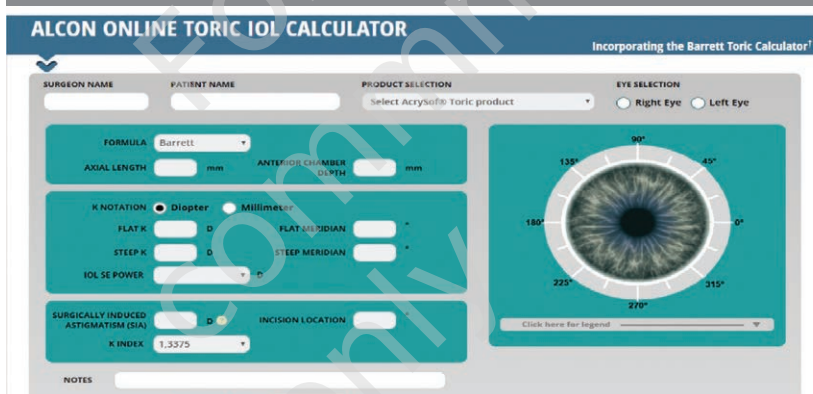 ALCON ONLINE TORIC IOL CALCULATOR
Incorporating the Barrett Toric Calculator†
SURGEON NAME PATIENT NAME PRODUCT SELECTION EYE SELECTION
Select AcrySof® Toric product Right Eye Left Eye
FORMULA Barrett
AXIAL LENGTH mm ANTERIOR CHAMBER DEPTH mm
K NOTATION Diopter Millimeter
FLAT K D FLAT MERIDIAN °
STEEP K D STEEP MERIDIAN °
IOL SE POWER D
SURGICALLY INDUCED ASTIGMATISM (SIA) D INCISION LOCATION °
K INDEX 1.3375
NOTES
90°
135° 45°
180° 0°
225° 315°
270°
Click here for legend
For
comm
only